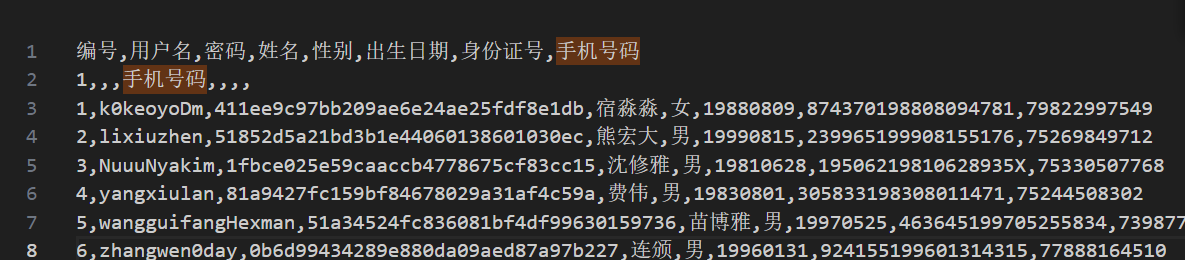 1 编号,用户名,密码,姓名,性别,出生日期,身份证号,手机号码
2 1,,,手机号码,,,,
3 1,k0keoyoDm,411ee9c97bb209ae6e24ae25fdf8e1db,宿淼淼,女,19880809,874370198808094781,79822997549
4 2,lixiuzhen,51852d5a21bd3b1e44060138601030ec,熊宏大,男,19990815,239965199908155176,75269849712
5 3,NuuuNyakim,1fbce025e59caaccb4778675cf83cc15,沈修雅,男,19810628,19506219810628935X,75330507768
6 4,yangxiulan,81a9427fc159bf84678029a31af4c59a,费伟,男,19830801,305833198308011471,75244508302
7 5,wangguifangHexman,51a34524fc836081bf4df99630159736,苗博雅,男,19970525,463645199705255834,739877
8 6,zhangwen0day,0b6d99434289e880da09aed87a97b227,连颁,男,19960131,924155199601314315,77888164510